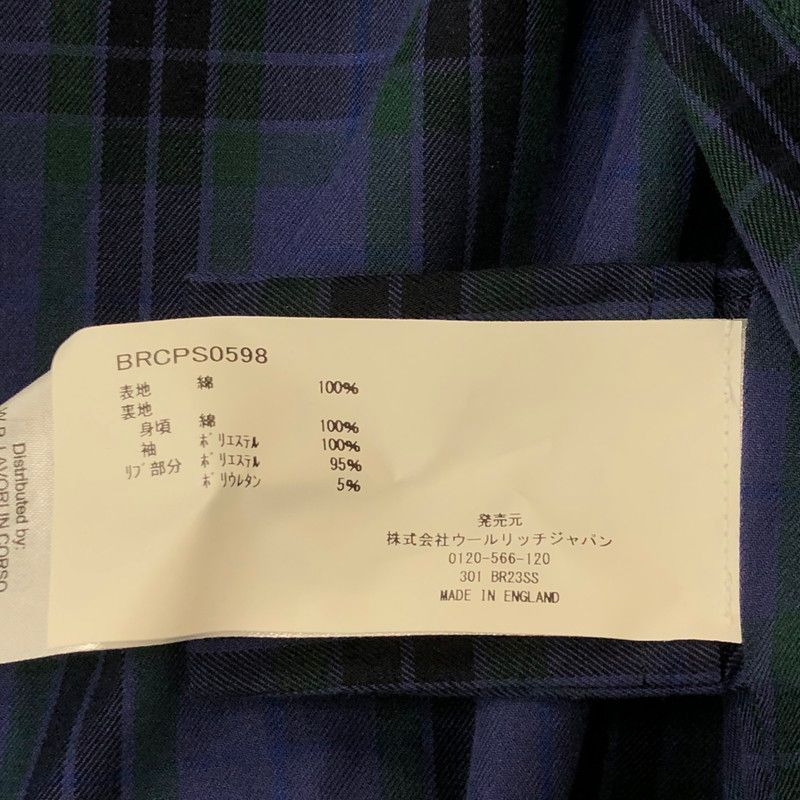 BRCPS0598
表地 綿 100%
裏地
身頃 綿 100%
袖 ポリエステル 100%
リブ部分 ポリエステル 95%
ポリウレタン 5%
発売元
株式会社ウールリッチジャパン
0120-566-120
301 BR23SS
MADE IN ENGLAND
Distributed by:
W.P. LAVORI IN CORSO